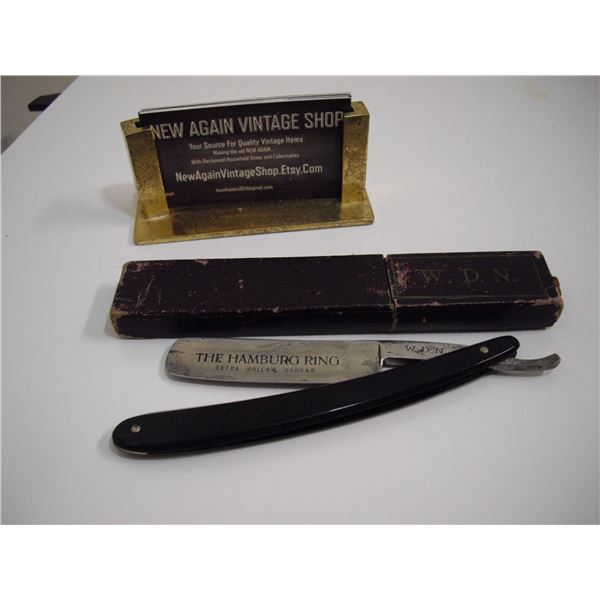 NEW AGAIN VINTAGE SHOP
Your Source For Quality Vintage Items
Making the old NEW AGAIN...
With Reclaimed Household Items and Collectables
NewAgainVintageShop.Etsy.Com
W. D. N.
THE HAMBURG RING
EXTRA HOLLOW GROUND
W.D.N.